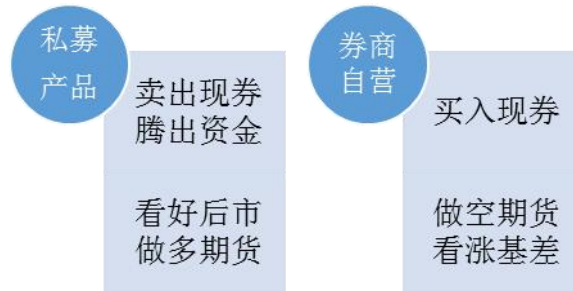 私募
产品
卖出现券
腾出资金
看好后市
做多期货
券商
自营
买入现券
做空期货
看涨基差